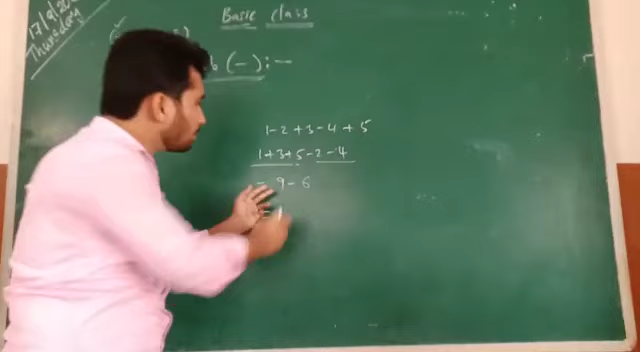 17/9/20
Thursday
Basic class
b (-):-
1-2+3-4+5
1+3+5-2-4
= 9-6